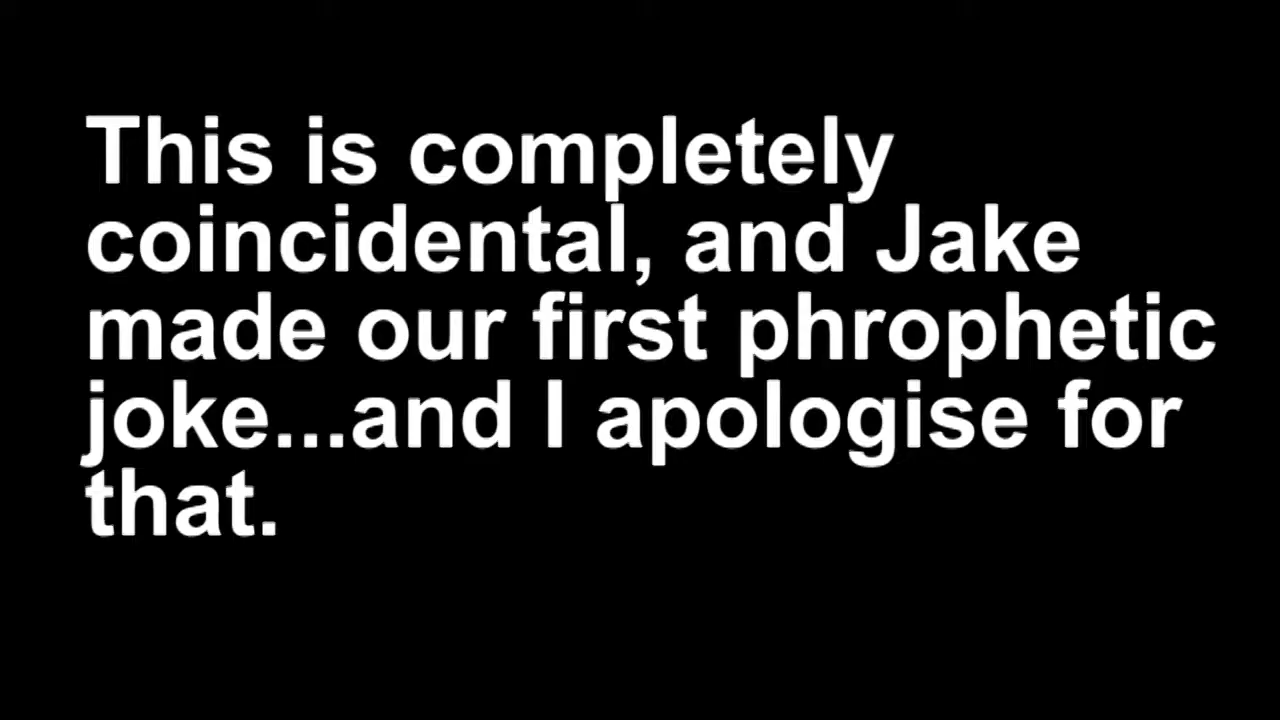 This is completely
coincidental, and Jake
made our first phrophetic
joke...and I apologise for
that.